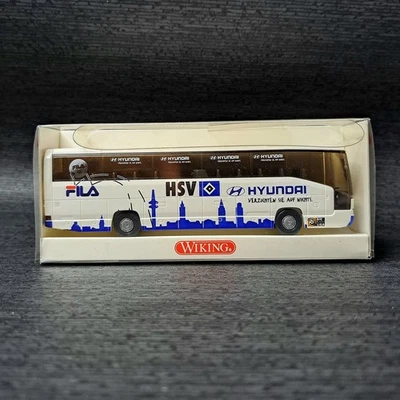 HYUNDAI HYUNDAI HYUNDAI HYUNDAI
FILA HSV HYUNDAI
VERZICHTEN SIE AUF NICHTS.
WIKING